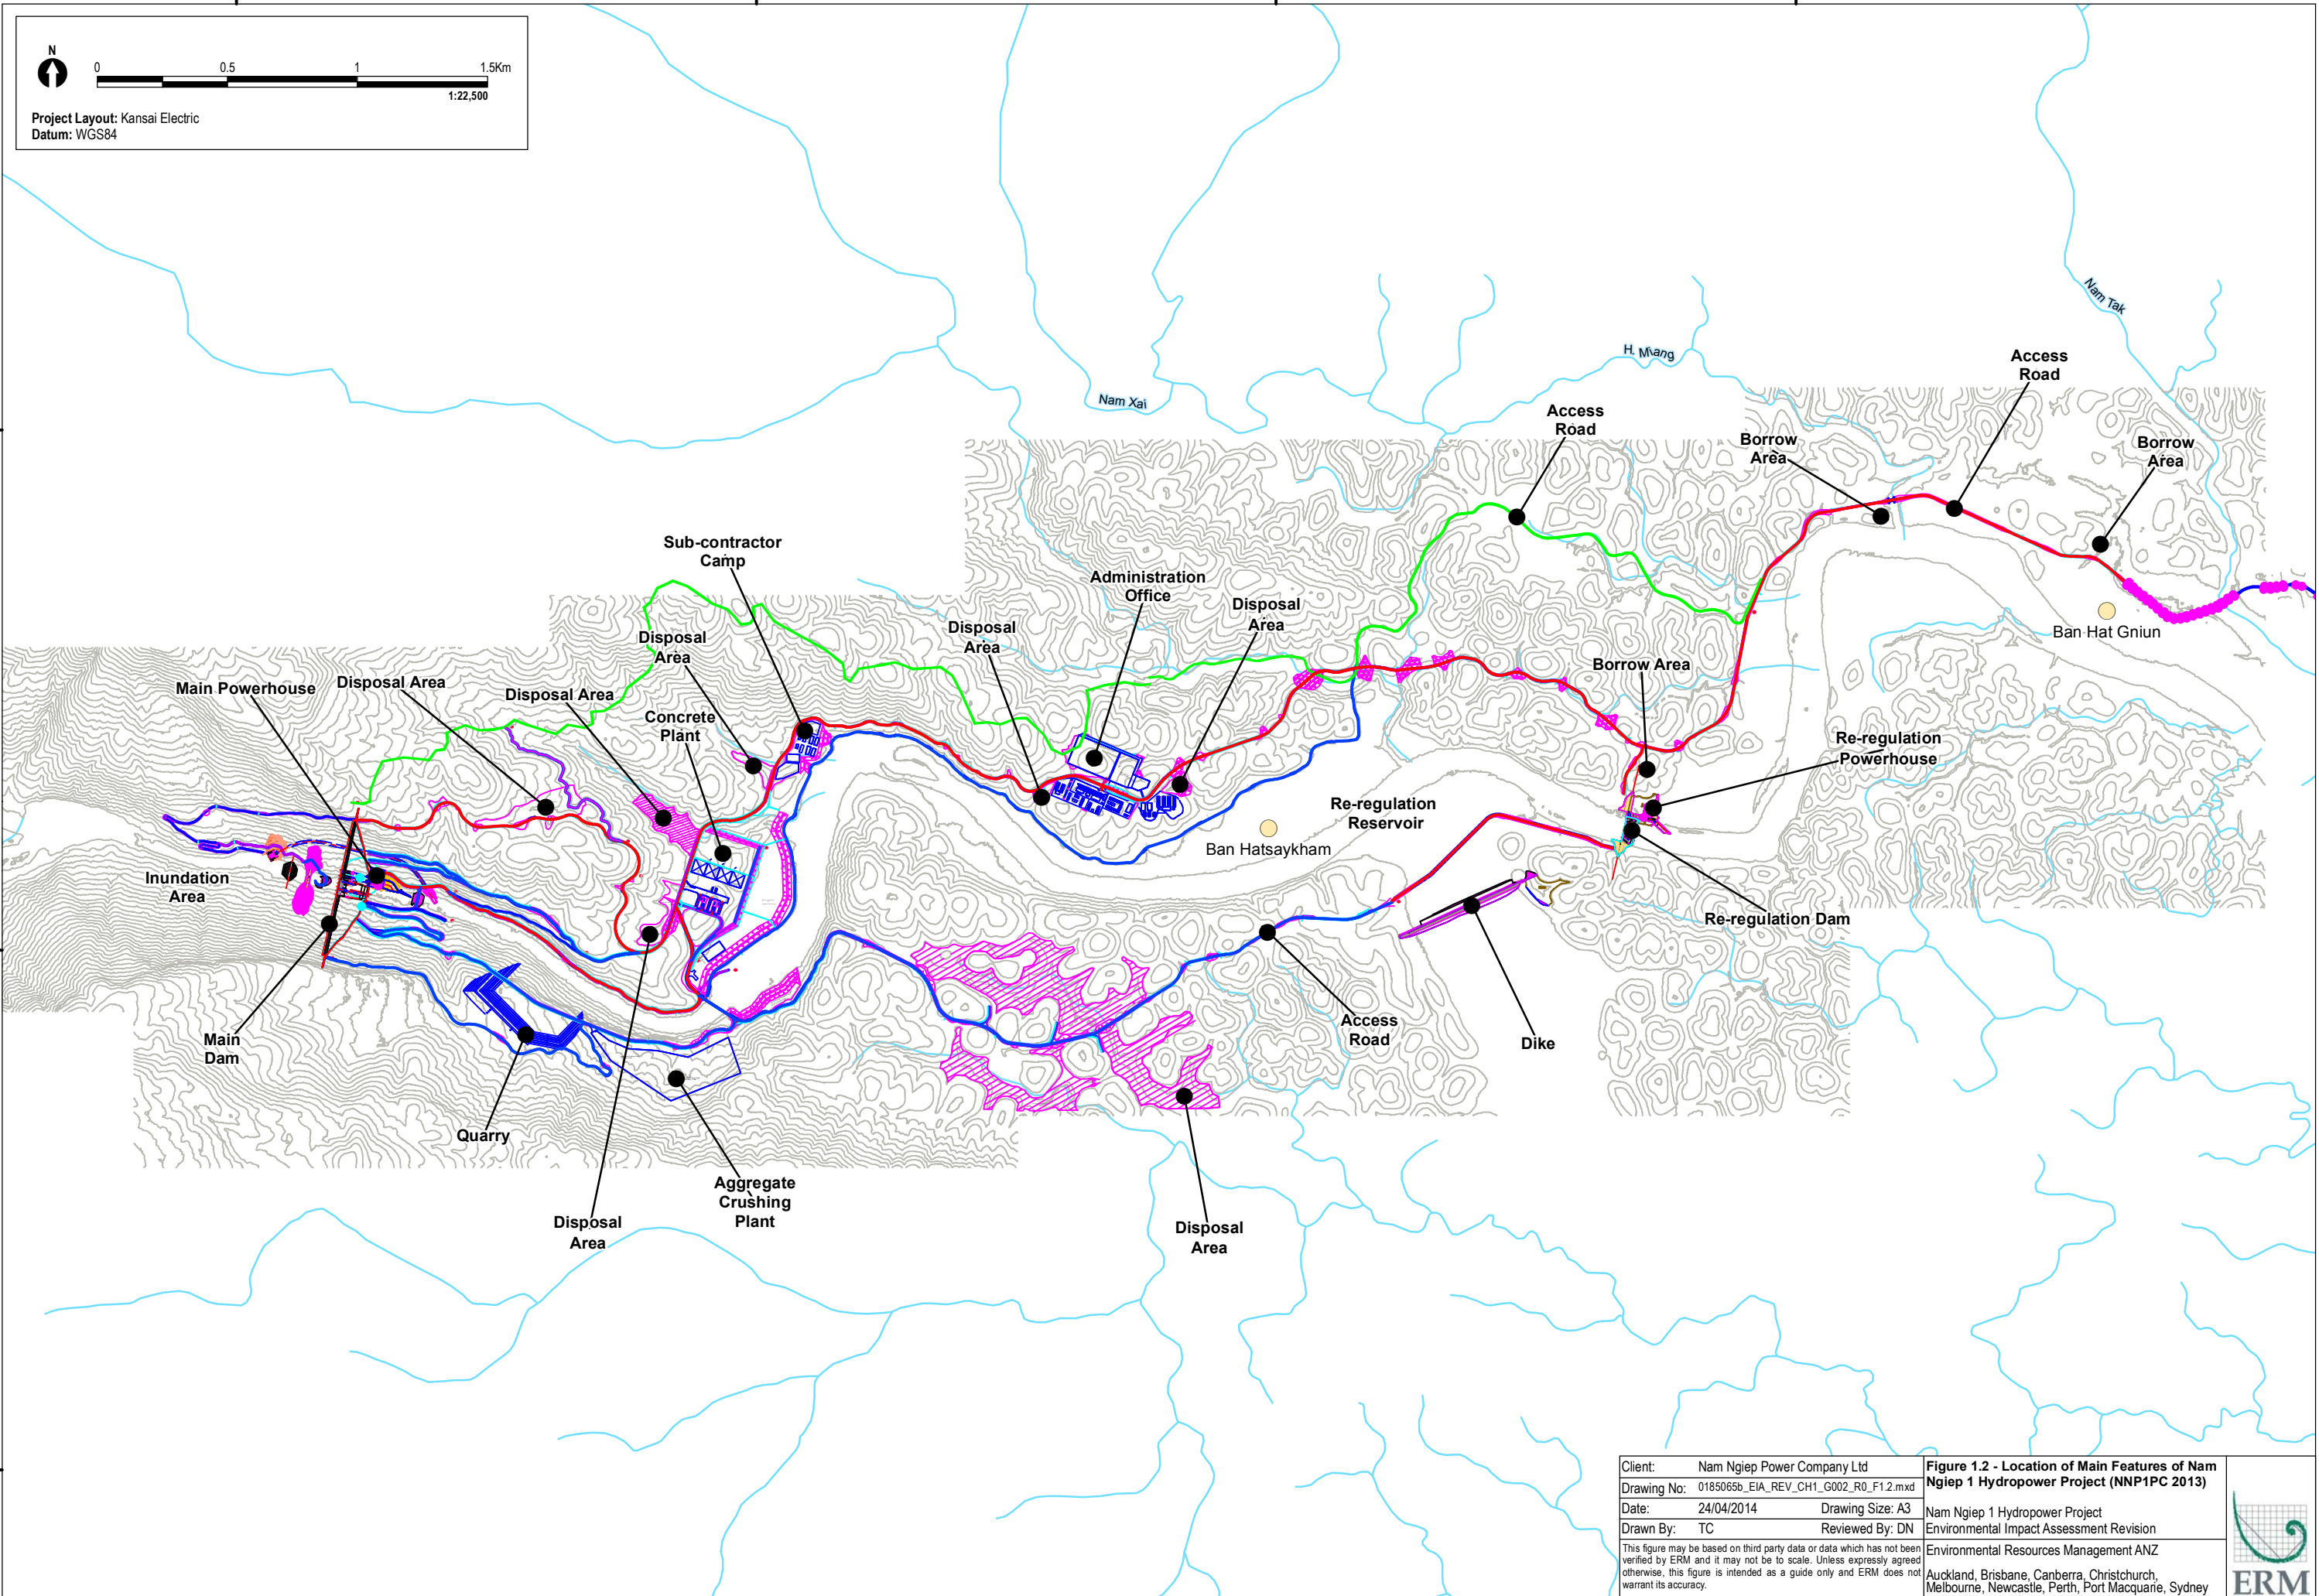 N
0 0.5 1 1.5Km
1:22,500
Project Layout: Kansai Electric
Datum: WGS84
Nam Tak
H. Miang
Nam Xai
Access
Road
Access
Road
Borrow
Area
Borrow
Area
Sub-contractor
Camp
Administration
Office
Disposal
Area
Disposal
Area
Disposal
Area
Ban Hat Gniun
Borrow Area
Main Powerhouse
Disposal Area
Disposal Area
Concrete
Plant
Re-regulation
Powerhouse
Re-regulation
Reservoir
Ban Hatsaykham
Inundation
Area
Re-regulation Dam
Main
Dam
Access
Road
Dike
Quarry
Aggregate
Crushing
Plant
Disposal
Area
Disposal
Area
Client: Nam Ngiep Power Company Ltd
Drawing No: 0185065b_EIA_REV_CH1_G002_R0_F1.2.mxd
Date: 24/04/2014 Drawing Size: A3
Drawn By: TC Reviewed By: DN
This figure may be based on third party data or data which has not been
verified by ERM and it may not be to scale. Unless expressly agreed
otherwise, this figure is intended as a guide only and ERM does not
warrant its accuracy.
Figure 1.2 - Location of Main Features of Nam
Ngiep 1 Hydropower Project (NNP1PC 2013)
Nam Ngiep 1 Hydropower Project
Environmental Impact Assessment Revision
Environmental Resources Management ANZ
Auckland, Brisbane, Canberra, Christchurch,
Melbourne, Newcastle, Perth, Port Macquarie, Sydney
ERM